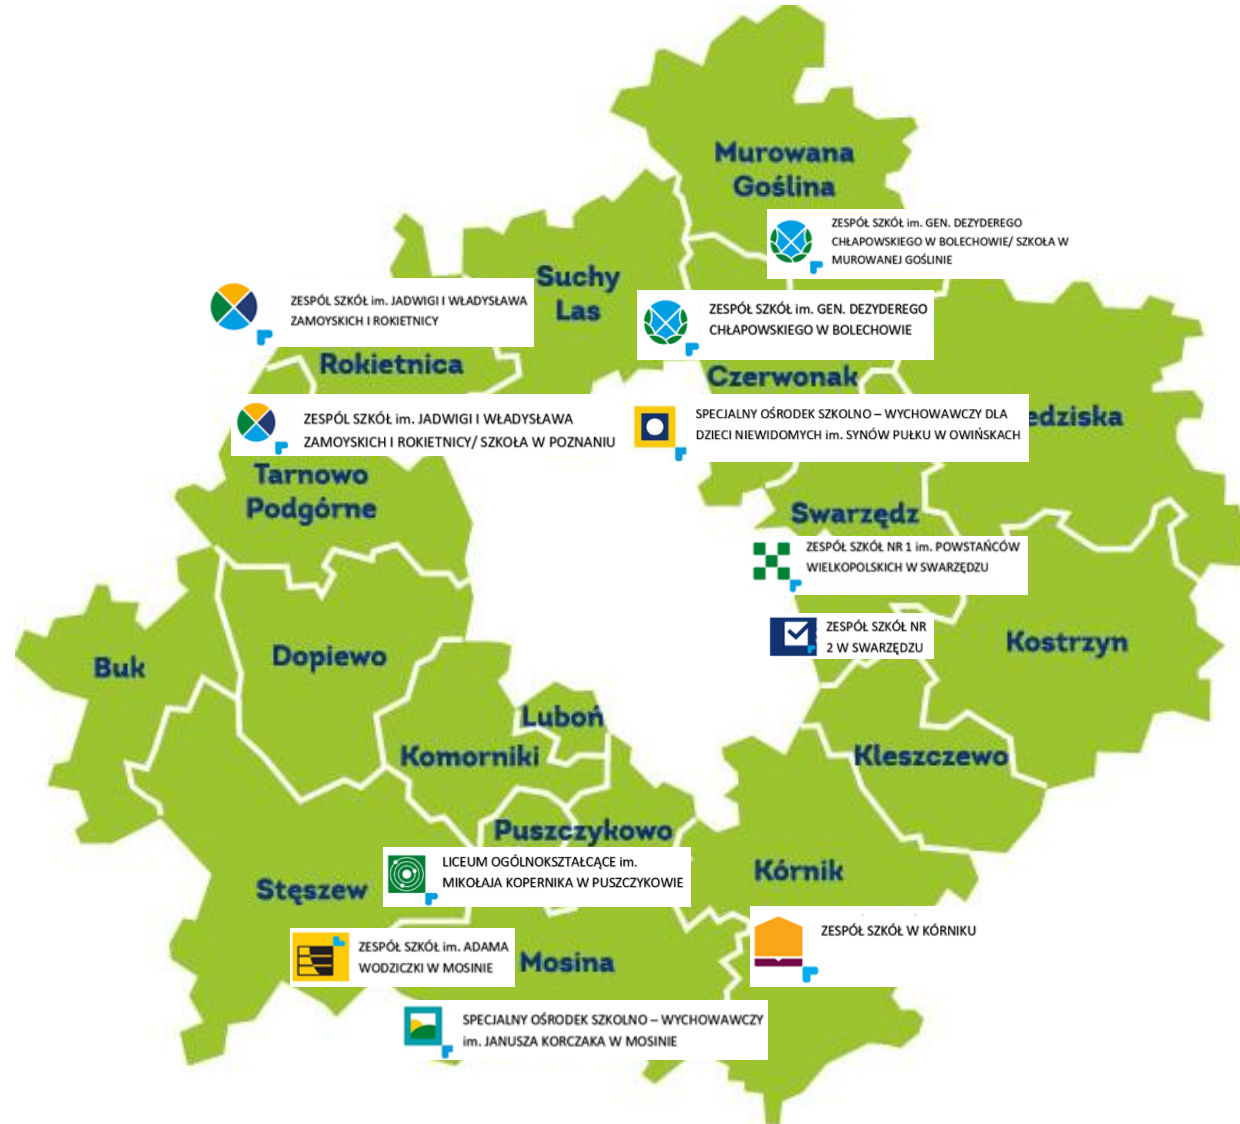 Murowana
Goślina
ZESPÓŁ SZKÓŁ im. GEN. DEZYDEREGO
CHŁAPOWSKIEGO W BOLECHOWIE/ SZKOŁA W
MUROWANEJ GOŚLINIE
Suchy
Las
ZESPÓL SZKÓŁ im. JADWIGI I WŁADYSŁAWA
ZAMOYSKICH I ROKIETNICY
ZESPÓŁ SZKÓŁ im. GEN. DEZYDEREGO
CHŁAPOWSKIEGO W BOLECHOWIE
Rokietnica
Czerwonak
ZESPÓL SZKÓŁ im. JADWIGI I WŁADYSŁAWA
ZAMOYSKICH I ROKIETNICY/ SZKOŁA W POZNANIU
SPECJALNY OŚRODEK SZKOLNO – WYCHOWAWCZY DLA
DZIECI NIEWIDOMYCH im. SYNÓW PUŁKU W OWIŃSKACH
edziska
Tarnowo
Podgórne
Swarzędz
ZESPÓŁ SZKÓŁ NR 1 im. POWSTAŃCÓW
WIELKOPOLSKICH W SWARZĘDZU
ZESPÓŁ SZKÓŁ NR
2 W SWARZĘDZU
Kostrzyn
Buk
Dopiewo
Luboń
Komorniki
Kleszczewo
Puszczykowo
LICEUM OGÓLNOKSZTAŁCĄCE im.
MIKOŁAJA KOPERNIKA W PUSZCZYKOWIE
Kórnik
Stęszew
ZESPÓŁ SZKÓŁ W KÓRNIKU
ZESPÓŁ SZKÓŁ im. ADAMA
WODZICZKI W MOSINIE
Mosina
SPECJALNY OŚRODEK SZKOLNO – WYCHOWAWCZY
im. JANUSZA KORCZAKA W MOSINIE